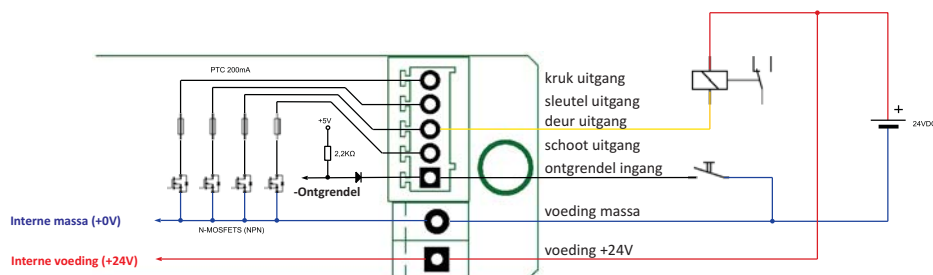 PTC 200mA
kruk uitgang
sleutel uitgang
+
+5V
deur uitgang
24VDC
2,2KΩ
schoot uitgang
ontgrendel ingang
-Ontgrendel
Interne massa (+0V)
voeding massa
N-MOSFETS (NPN)
voeding +24V
Interne voeding (+24V)